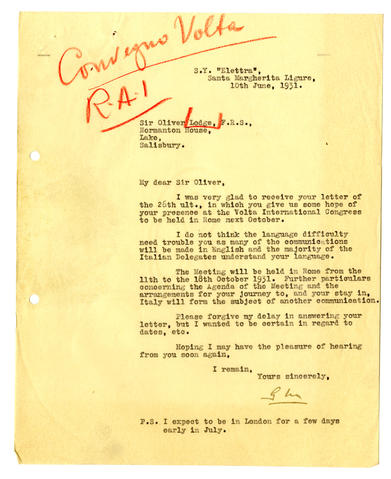 Convegno Volta
R.A.I
S.Y. "Elettra",
Santa Margherita Ligure,
10th June, 1931.
Sir Oliver Lodge, F.R.S.,
Normanton House,
Lake,
Salisbury.
My dear Sir Oliver,
I was very glad to receive your letter of
the 26th ult., in which you give us some hope of
your presence at the Volta International Congress
to be held in Rome next October.
I do not think the language difficulty
need trouble you as many of the communications
will be made in English and the majority of the
Italian Delegates understand your language.
The Meeting will be held in Rome from the
11th to the 18th October 1931. Further particulars
concerning the Agenda of the Meeting and the
arrangements for your journey to, and your stay in,
Italy will form the subject of another communication.
Please forgive my delay in answering your
letter, but I wanted to be certain in regard to
dates, etc.
Hoping I may have the pleasure of hearing
from you soon again,
I remain,
Yours sincerely,
P.S. I expect to be in London for a few days
early in July.